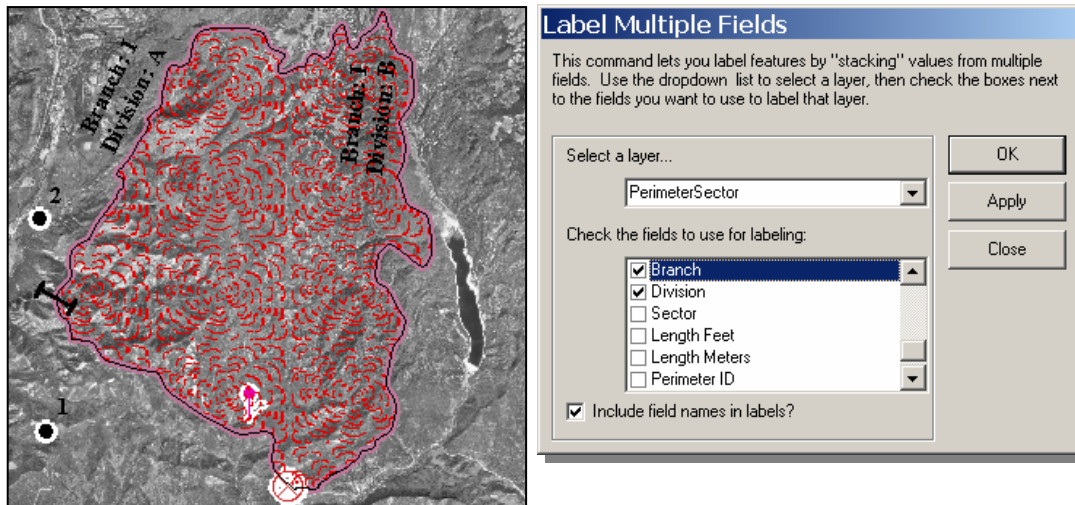 Branch: I
Division: A
Branch: I
Division: B
2
1
Label Multiple Fields
This command lets you label features by "stacking" values from multiple
fields. Use the dropdown list to select a layer, then check the boxes next
to the fields you want to use to label that layer.
Select a layer...
PerimeterSector
Check the fields to use for labeling:
Branch
Division
Sector
Length Feet
Length Meters
Perimeter ID
Include field names in labels?
OK
Apply
Close